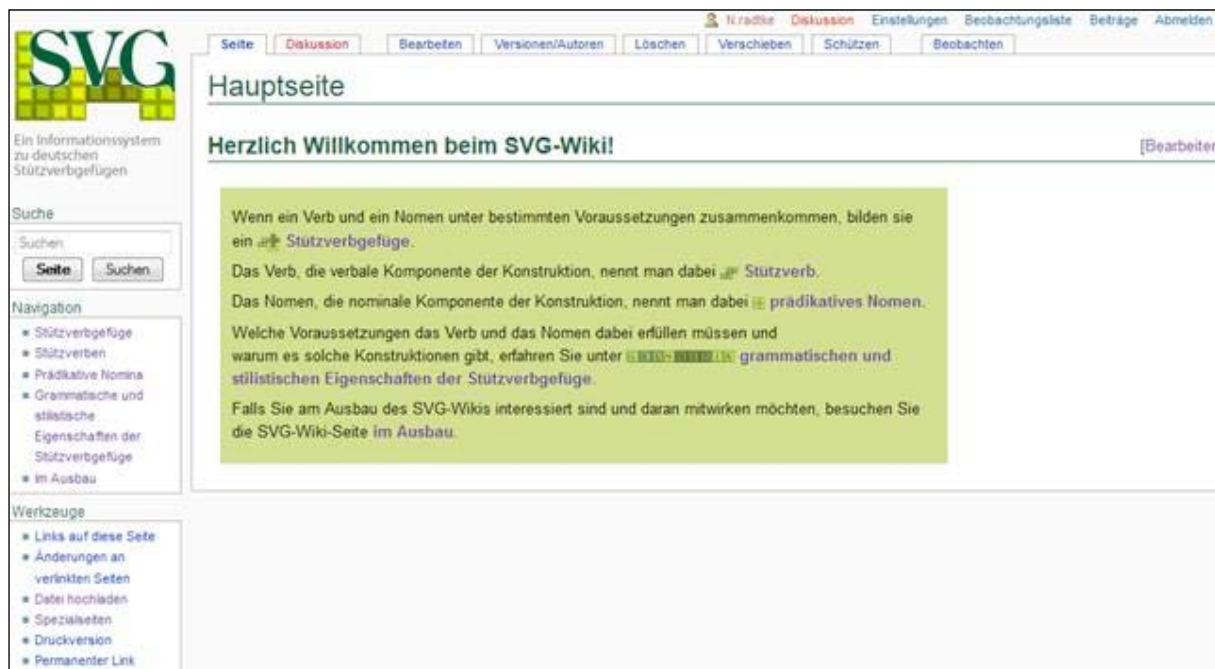 N.radtke Diskussion Einstellungen Beobachtungsliste Beiträge Abmelden
Seite Diskussion Bearbeiten Versionen/Autoren Löschen Verschieben Schützen Beobachten
SVG
Ein Informationssystem
zu deutschen
Stützverbgefügen
Suche
Suchen
Seite Suchen
Navigation
Stützverbgefüge
Stützverben
Prädikative Nomina
Grammatische und
stilistische
Eigenschaften der
Stützverbgefüge
im Ausbau
Werkzeuge
Links auf diese Seite
Änderungen an
verlinkten Seiten
Datei hochladen
Spezialseiten
Druckversion
Permanenter Link
Hauptseite
Herzlich Willkommen beim SVG-Wiki!
[Bearbeiten
Wenn ein Verb und ein Nomen unter bestimmten Voraussetzungen zusammenkommen, bilden sie
ein Stützverbgefüge.
Das Verb, die verbale Komponente der Konstruktion, nennt man dabei Stützverb.
Das Nomen, die nominale Komponente der Konstruktion, nennt man dabei prädikatives Nomen.
Welche Voraussetzungen das Verb und das Nomen dabei erfüllen müssen und
warum es solche Konstruktionen gibt, erfahren Sie unter grammatischen und
stilistischen Eigenschaften der Stützverbgefüge.
Falls Sie am Ausbau des SVG-Wikis interessiert sind und daran mitwirken möchten, besuchen Sie
die SVG-Wiki-Seite im Ausbau.